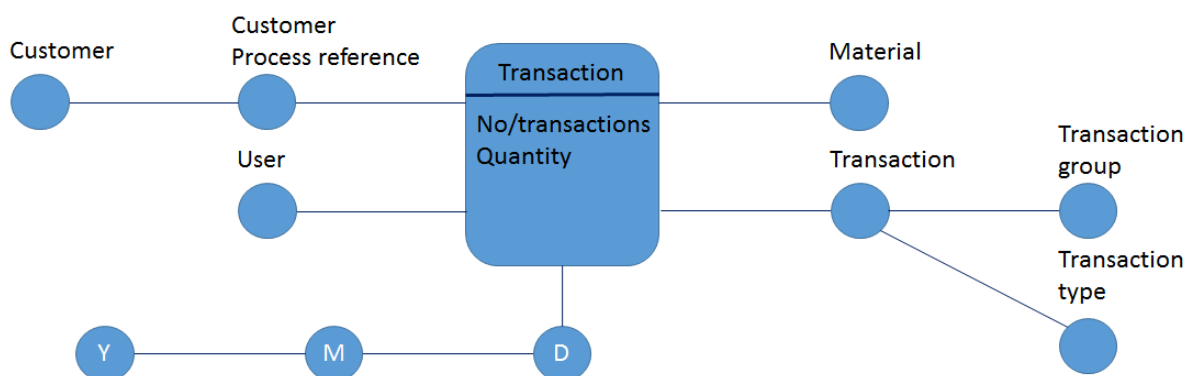 Customer
Customer
Process reference
Transaction
Material
No/transactions
Quantity
User
Transaction
Transaction
group
Transaction
type
Y
M
D